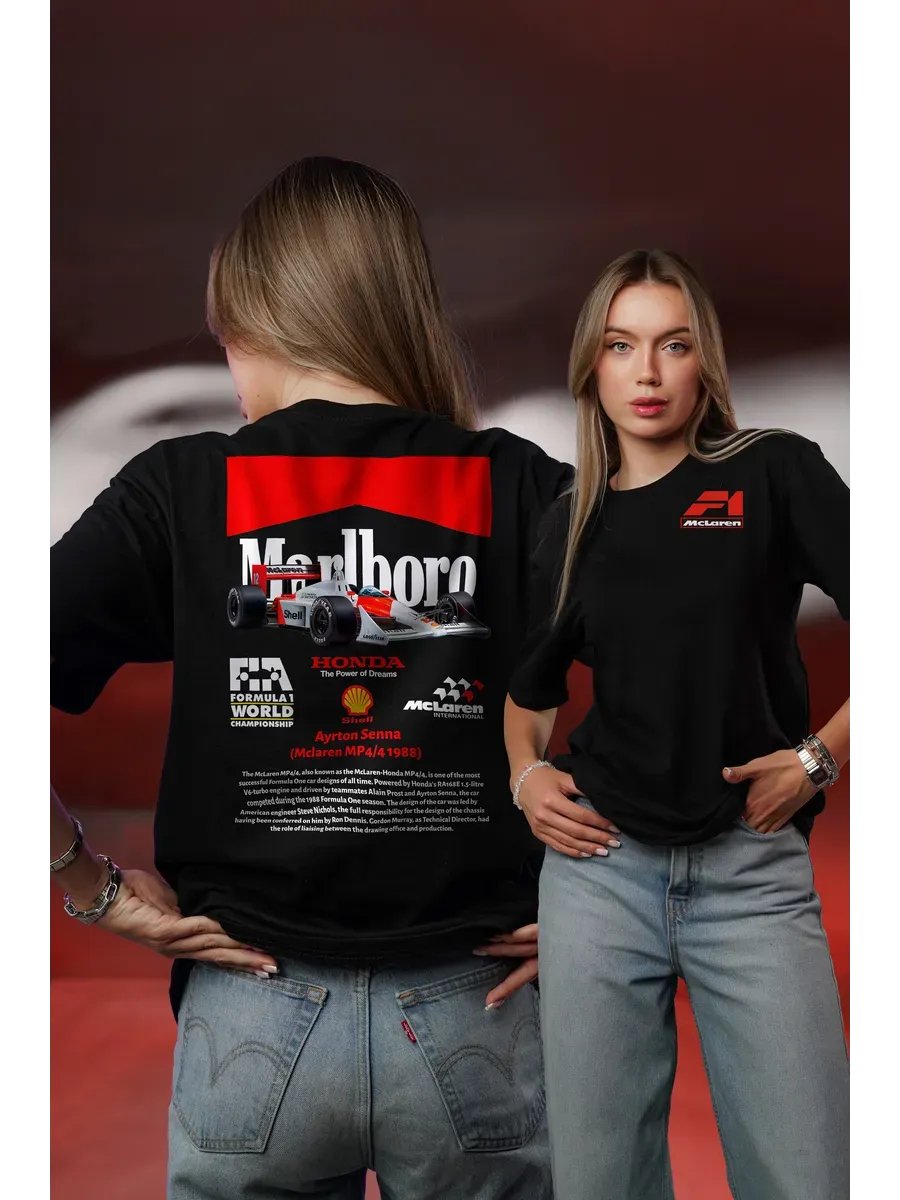 Marlboro
McLaren
12
Shell
GOODYEAR
HONDA
The Power of Dreams
FIA
FORMULA 1
WORLD
CHAMPIONSHIP
Shell
McLaren
INTERNATIONAL
Ayrton Senna
(Mclaren MP4/4 1988)
The McLaren MP4/4, also known as the McLaren-Honda MP4/4, is one of the most
successful Formula One car designs of all time. Powered by Honda's RA168E 1.5-litre
V6-turbo engine and driven by teammates Alain Prost and Ayrton Senna, the car
competed during the 1988 Formula One season. The design of the car was led by
American engineer Steve Nichols, the full responsibility for the design of the chassis
having been conferred on him by Ron Dennis. Gordon Murray, as Technical Director, had
the role of liaising between the drawing office and production.
F1
McLaren